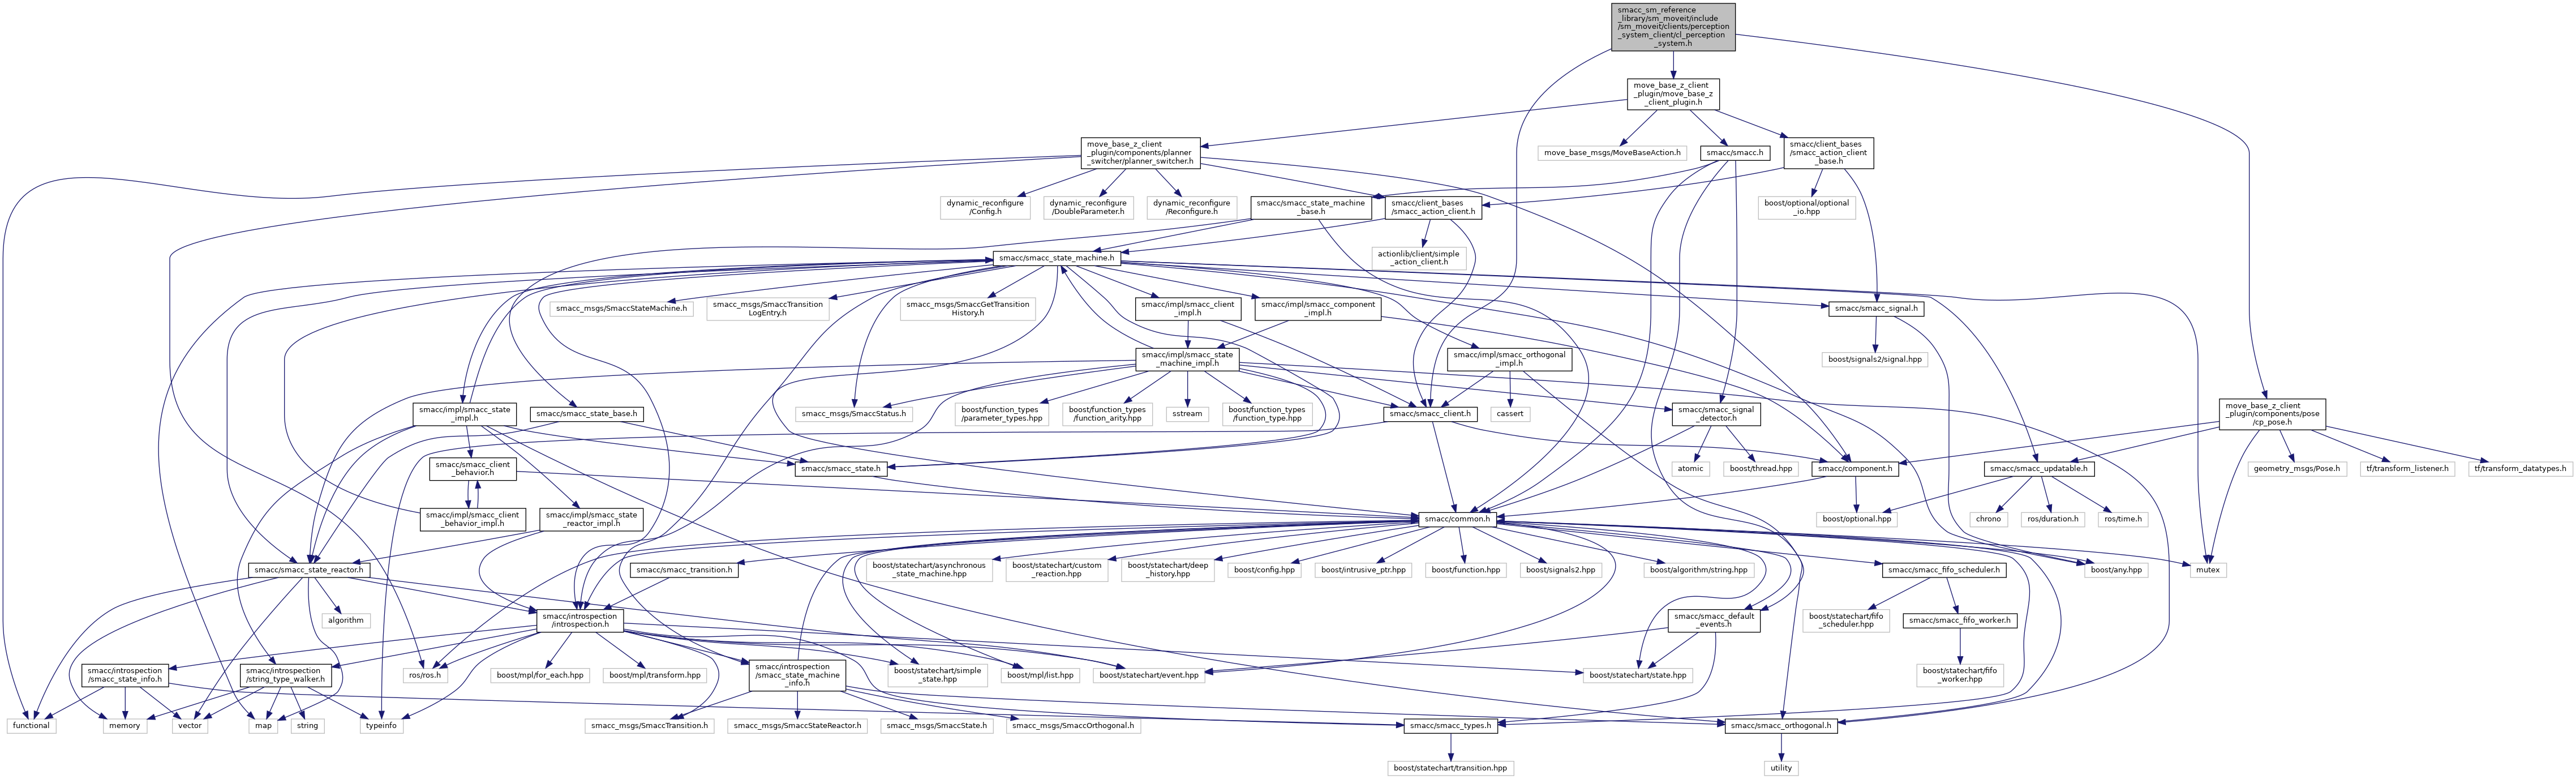 smacc_sm_reference
_library/sm_moveit/include
/sm_moveit/clients/perception
_system_client/cl_perception
_system.h
move_base_z_client
_plugin/move_base_z
_client_plugin.h
move_base_z_client
_plugin/components/planner
_switcher/planner_switcher.h
move_base_msgs/MoveBaseAction.h
smacc/smacc.h
smacc/client_bases
/smacc_action_client
_base.h
dynamic_reconfigure
/Config.h
dynamic_reconfigure
/DoubleParameter.h
dynamic_reconfigure
/Reconfigure.h
smacc/smacc_state_machine
_base.h
smacc/client_bases
/smacc_action_client.h
boost/optional/optional
_io.hpp
smacc/smacc_state_machine.h
actionlib/client/simple
_action_client.h
smacc_msgs/SmaccStateMachine.h
smacc_msgs/SmaccTransition
LogEntry.h
smacc_msgs/SmaccGetTransition
History.h
smacc/impl/smacc_client
_impl.h
smacc/impl/smacc_component
_impl.h
smacc/smacc_signal.h
smacc/impl/smacc_state
_machine_impl.h
smacc/impl/smacc_orthogonal
_impl.h
boost/signals2/signal.hpp
smacc/impl/smacc_state
_impl.h
smacc/smacc_state_base.h
smacc_msgs/SmaccStatus.h
boost/function_types
/parameter_types.hpp
boost/function_types
/function_arity.hpp
sstream
boost/function_types
/function_type.hpp
smacc/smacc_client.h
cassert
smacc/smacc_signal
_detector.h
move_base_z_client
_plugin/components/pose
/cp_pose.h
smacc/smacc_client
_behavior.h
smacc/smacc_state.h
atomic
boost/thread.hpp
smacc/component.h
smacc/smacc_updatable.h
geometry_msgs/Pose.h
tf/transform_listener.h
tf/transform_datatypes.h
smacc/impl/smacc_client
_behavior_impl.h
smacc/impl/smacc_state
_reactor_impl.h
smacc/common.h
boost/optional.hpp
chrono
ros/duration.h
ros/time.h
smacc/smacc_state_reactor.h
smacc/smacc_transition.h
boost/statechart/asynchronous
_state_machine.hpp
boost/statechart/custom
_reaction.hpp
boost/statechart/deep
_history.hpp
boost/config.hpp
boost/intrusive_ptr.hpp
boost/function.hpp
boost/signals2.hpp
boost/algorithm/string.hpp
smacc/smacc_fifo_scheduler.h
boost/any.hpp
mutex
algorithm
smacc/introspection
/introspection.h
smacc/smacc_default
_events.h
boost/statechart/fifo
_scheduler.hpp
smacc/smacc_fifo_worker.h
smacc/introspection
/smacc_state_info.h
smacc/introspection
/string_type_walker.h
ros/ros.h
boost/mpl/for_each.hpp
boost/mpl/transform.hpp
smacc/introspection
/smacc_state_machine
_info.h
boost/statechart/simple
_state.hpp
boost/mpl/list.hpp
boost/statechart/event.hpp
boost/statechart/state.hpp
boost/statechart/fifo
_worker.hpp
functional
memory
vector
map
string
typeinfo
smacc_msgs/SmaccTransition.h
smacc_msgs/SmaccStateReactor.h
smacc_msgs/SmaccState.h
smacc_msgs/SmaccOrthogonal.h
smacc/smacc_types.h
smacc/smacc_orthogonal.h
boost/statechart/transition.hpp
utility